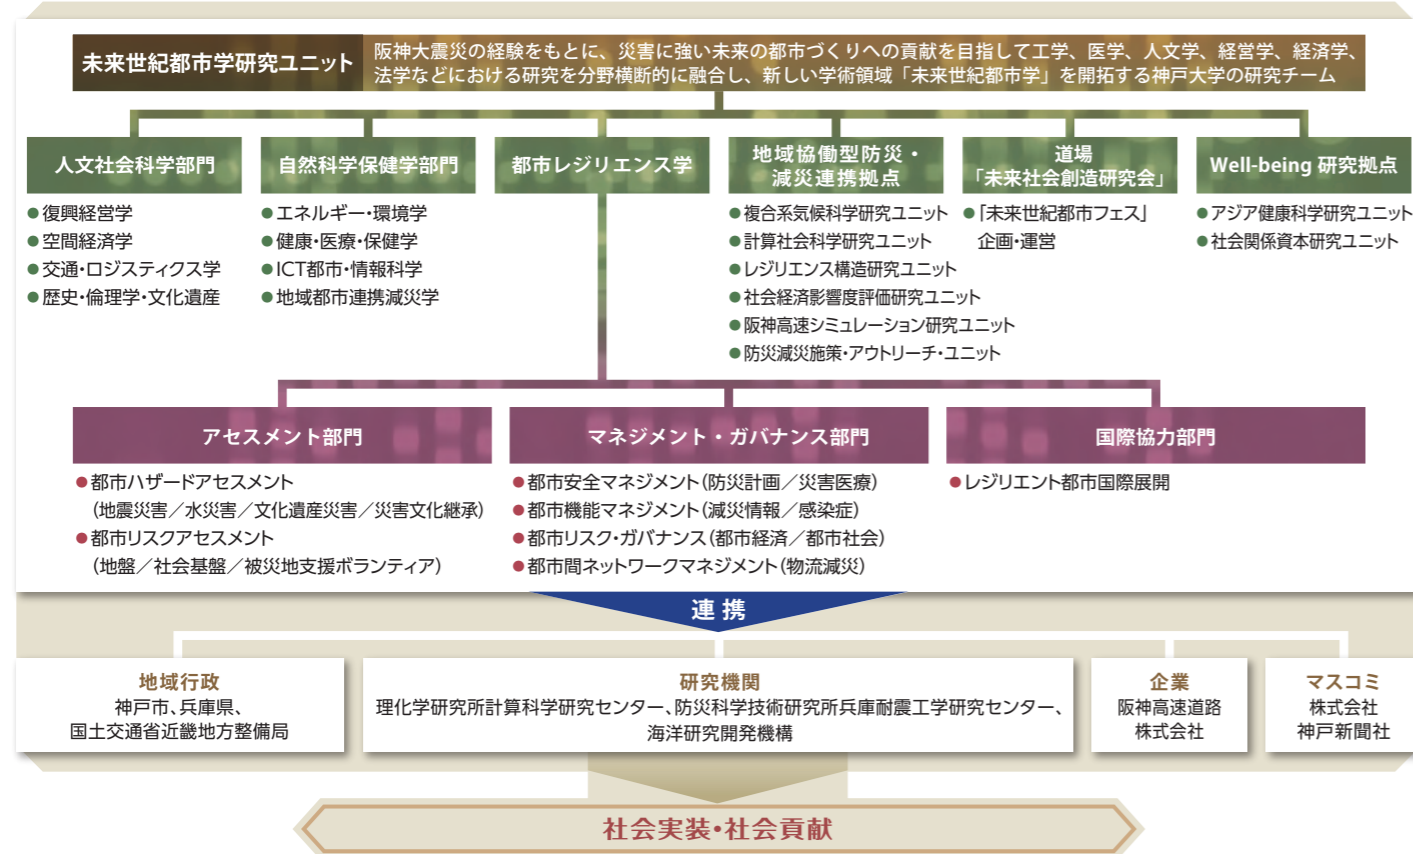 未来世紀都市学研究ユニット
阪神大震災の経験をもとに、災害に強い未来の都市づくりへの貢献を目指して工学、医学、人文学、経営学、経済学、
法学などにおける研究を分野横断的に融合し、新しい学術領域「未来世紀都市学」を開拓する神戸大学の研究チーム
人文社会科学部門
●復興経営学
●空間経済学
●交通・ロジスティクス学
●歴史・倫理学・文化遺産
自然科学保健学部門
●エネルギー・環境学
●健康・医療・保健学
●ICT都市・情報科学
●地域都市連携減災学
都市レジリエンス学
地域協働型防災・
減災連携拠点
●複合系気候科学研究ユニット
●計算社会科学研究ユニット
●レジリエンス構造研究ユニット
●社会経済影響度評価研究ユニット
●阪神高速シミュレーション研究ユニット
●防災減災施策・アウトリーチ・ユニット
道場
「未来社会創造研究会」
●「未来世紀都市フェス」
企画・運営
Well-being 研究拠点
●アジア健康科学研究ユニット
●社会関係資本研究ユニット
アセスメント部門
●都市ハザードアセスメント
（地震災害／水災害／文化遺産災害／災害文化継承）
●都市リスクアセスメント
（地盤／社会基盤／被災地支援ボランティア）
マネジメント・ガバナンス部門
●都市安全マネジメント（防災計画／災害医療）
●都市機能マネジメント（減災情報／感染症）
●都市リスク・ガバナンス（都市経済／都市社会）
●都市間ネットワークマネジメント（物流減災）
国際協力部門
●レジリエント都市国際展開
連携
地域行政
神戸市、兵庫県、
国土交通省近畿地方整備局
研究機関
理化学研究所計算科学研究センター、防災科学技術研究所兵庫耐震工学研究センター、
海洋研究開発機構
企業
阪神高速道路
株式会社
マスコミ
株式会社
神戸新聞社
社会実装・社会貢献